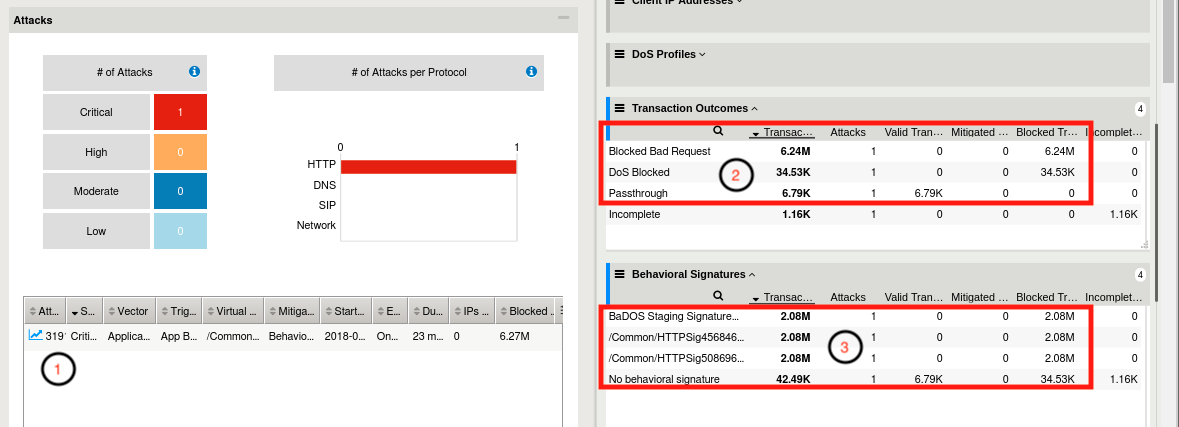 Attacks
# of Attacks
Critical 1
High 0
Moderate 0
Low 0
# of Attacks per Protocol
0 1
HTTP
DNS
SIP
Network
Att... S... Vector Trig... Virtual ... Mitiga... Start... E... Du... IPs ... Blocked ..
319 Criti... Applica... App B... /Common... Behavio... 2018-0... On... 23 m... 0 6.27M
1
Client IP Addresses
DoS Profiles
Transaction Outcomes 4
Transac... Attacks Valid Tran... Mitigated ... Blocked Tr... Incomplet...
Blocked Bad Request 6.24M 1 0 0 6.24M 0
DoS Blocked 34.53K 1 0 0 34.53K 0
2
Passthrough 6.79K 1 6.79K 0 0 0
Incomplete 1.16K 1 0 0 0 1.16K
Behavioral Signatures 4
Transac... Attacks Valid Tran... Mitigated ... Blocked Tr... Incomplet...
BaDOS Staging Signature... 2.08M 1 0 0 2.08M 0
/Common/HTTPSig456846... 2.08M 1 0 0 2.08M 0
3
/Common/HTTPSig508696... 2.08M 1 0 0 2.08M 0
No behavioral signature 42.49K 1 6.79K 0 34.53K 1.16K